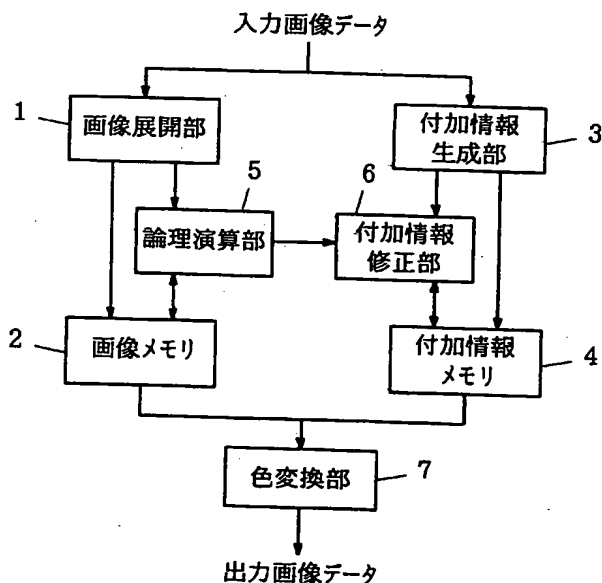 入力画像データ
1
画像展開部
付加情報
生成部
3
5
論理演算部
6
付加情報
修正部
2
画像メモリ
付加情報
メモリ
4
色変換部
7
出力画像データ